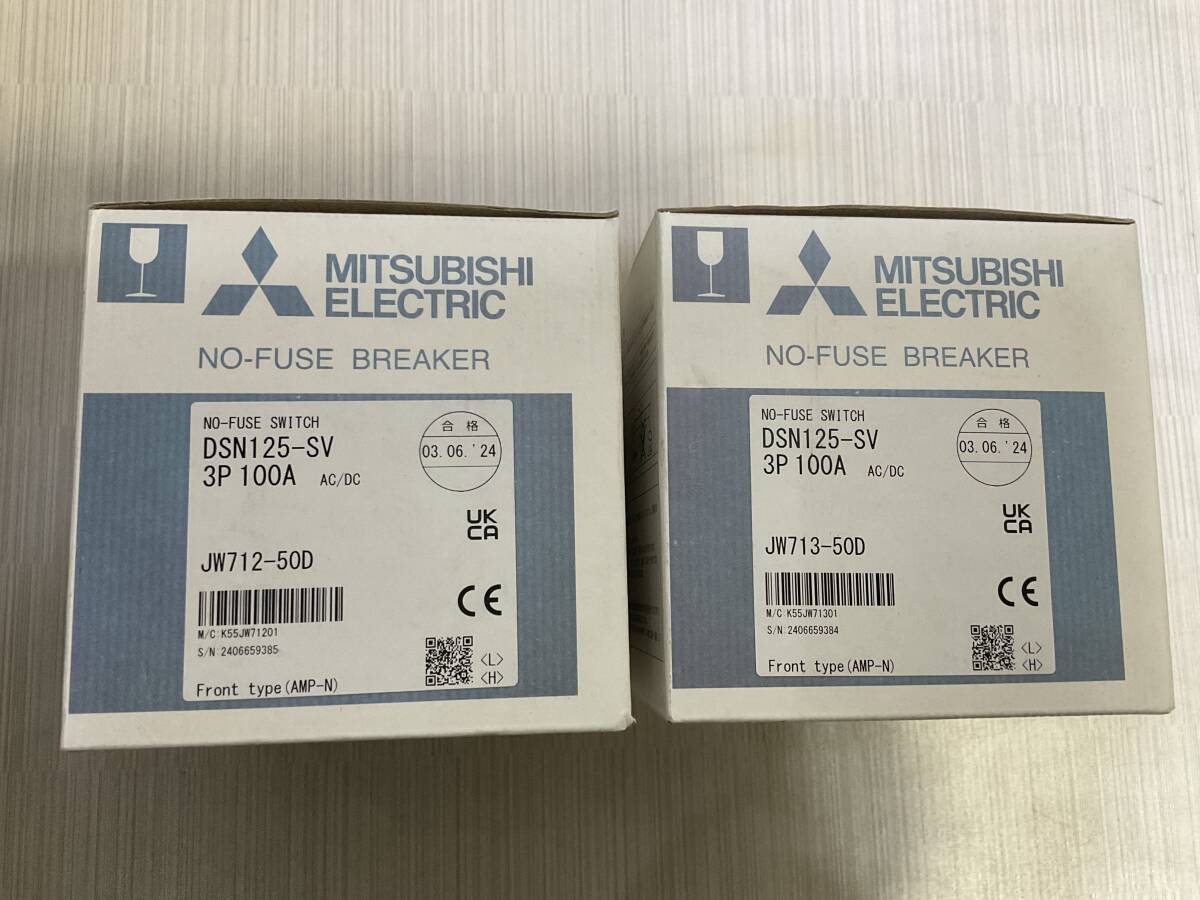 MITSUBISHI
ELECTRIC
NO-FUSE BREAKER
NO-FUSE SWITCH
DSN125-SV
3P 100A AC/DC
合格
03.06.'24
UK
CA
JW712-50D
CE
M/C:K55JW71201
S/N:2406659385
<L>
<H>
Front type(AMP-N)
MITSUBISHI
ELECTRIC
NO-FUSE BREAKER
NO-FUSE SWITCH
DSN125-SV
3P 100A AC/DC
合格
03.06.'24
UK
CA
JW713-50D
CE
M/C:K55JW71301
S/N:2406659384
<L>
<H>
Front type(AMP-N)